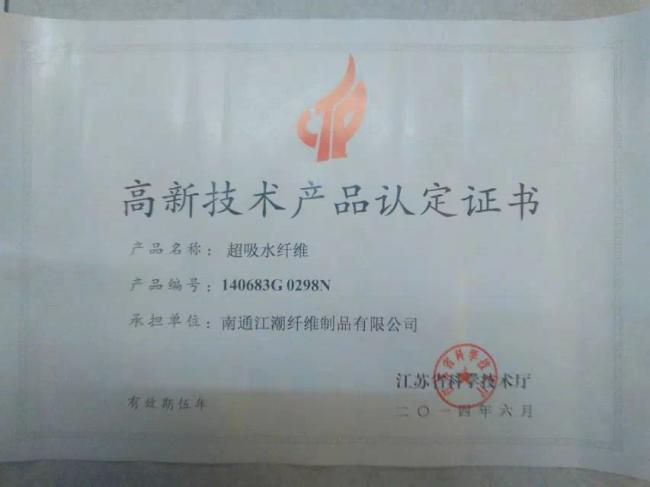 高新技术产品认定证书
产品名称：超吸水纤维
产品编号：140683G0298N
承担单位：南通江潮纤维制品有限公司
江苏省科学技术厅
二〇一四年六月
有效期伍年